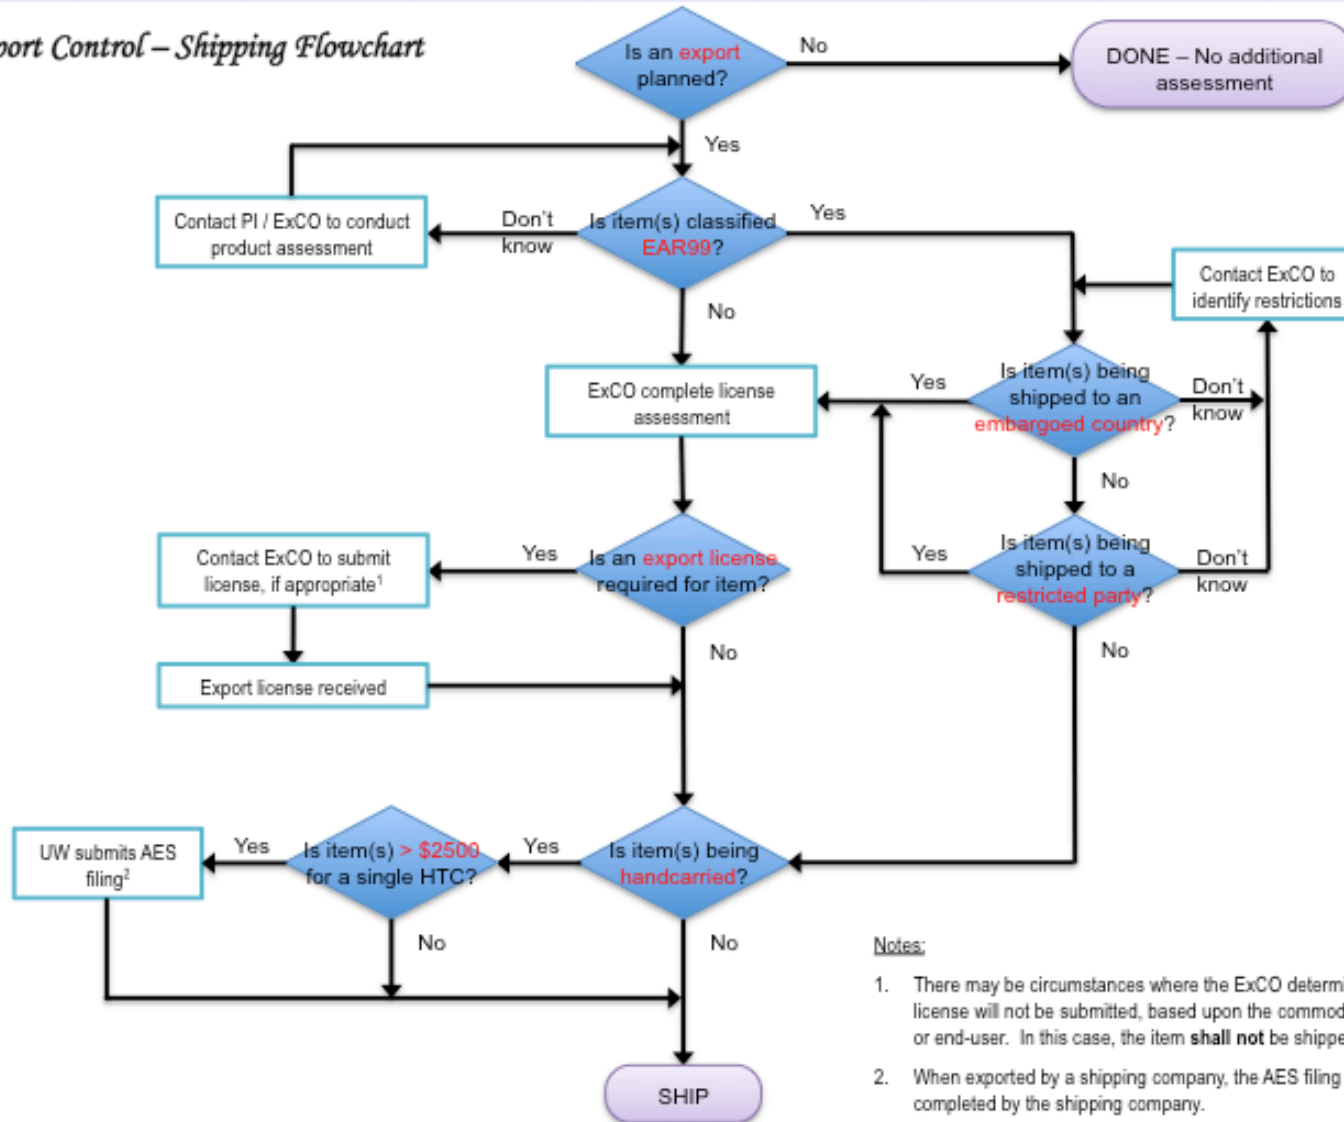 port Control – Shipping Flowchart
Is an export
planned?
No
DONE – No additional
assessment
Yes
Contact PI / ExCO to conduct
product assessment
Don't
know
Is item(s) classified
EAR99?
Yes
Contact ExCO to
identify restrictions
No
ExCO complete license
assessment
Yes
Is item(s) being
shipped to an
embargoed country?
Don't
know
No
Contact ExCO to submit
license, if appropriate1
Yes
Is an export license
required for item?
Yes
Is item(s) being
shipped to a
restricted party?
Don't
know
No
No
Export license received
UW submits AES
filing2
Yes
Is item(s) > $2500
for a single HTC?
Yes
Is item(s) being
handcarried?
No
No
SHIP
Notes:
1. There may be circumstances where the ExCO determi
license will not be submitted, based upon the commod
or end-user. In this case, the item shall not be shippe
2. When exported by a shipping company, the AES filing
completed by the shipping company.